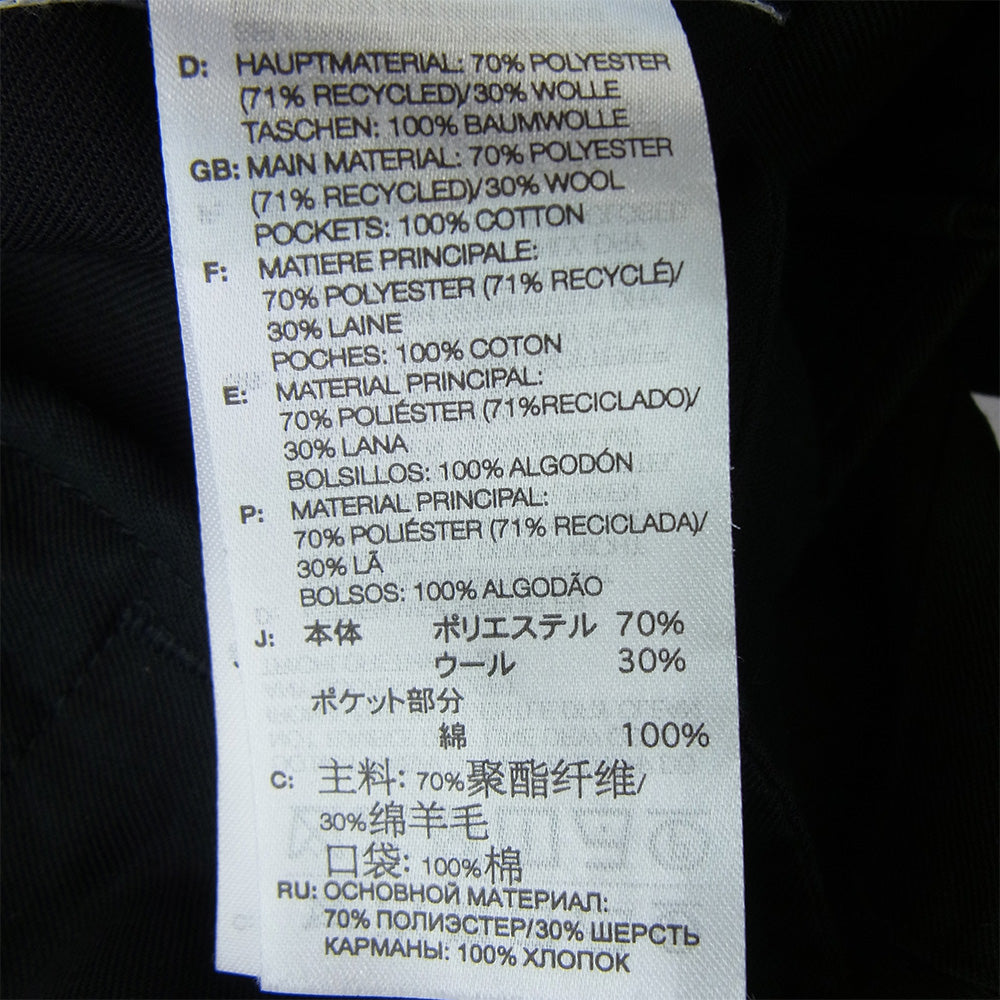 D: HAUPTMATERIAL: 70% POLYESTER
(71% RECYCLED)/30% WOLLE
TASCHEN: 100% BAUMWOLLE
GB: MAIN MATERIAL: 70% POLYESTER
(71% RECYCLED)/30% WOOL
POCKETS: 100% COTTON
F: MATIERE PRINCIPALE:
70% POLYESTER (71% RECYCLÉ)/
30% LAINE
POCHES: 100% COTON
E: MATERIAL PRINCIPAL:
70% POLIÉSTER (71%RECICLADO)/
30% LANA
BOLSILLOS: 100% ALGODÓN
P: MATERIAL PRINCIPAL:
70% POLIÉSTER (71% RECICLADA)/
30% LÃ
BOLSOS: 100% ALGODÃO
J: 本体 ポリエステル 70%
ウール 30%
ポケット部分
綿 100%
C: 主料: 70%聚酯纤维/
30%绵羊毛
口袋: 100%棉
RU: ОСНОВНОЙ МАТЕРИАЛ:
70% ПОЛИЭСТЕР/30% ШЕРСТЬ
КАРМАНЫ: 100% ХЛОПОК